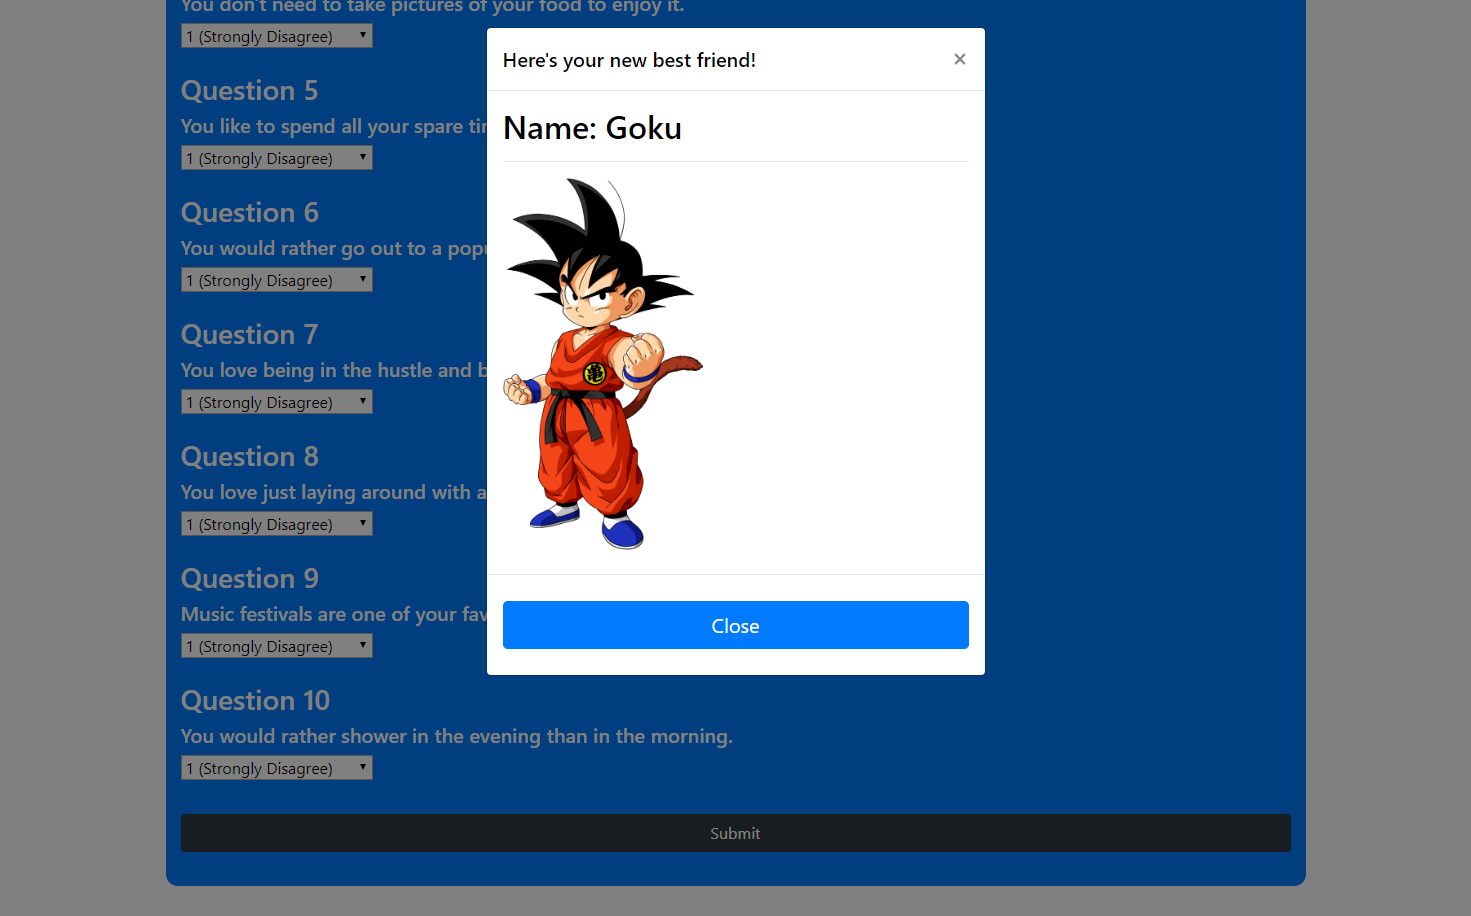 You don't need to take pictures of your food to enjoy it.
1 (Strongly Disagree)
Question 5
You like to spend all your spare
1 (Strongly Disagree)
Question 6
You would rather go out to a
1 (Strongly Disagree)
Question 7
You love being in the hustle and
1 (Strongly Disagree)
Question 8
You love just laying around with a
1 (Strongly Disagree)
Question 9
Music festivals are one of your
1 (Strongly Disagree)
Question 10
You would rather shower in the evening than in the morning.
1 (Strongly Disagree)
Submit
Here's your new best friend!
×
Name: Goku
亀
Close